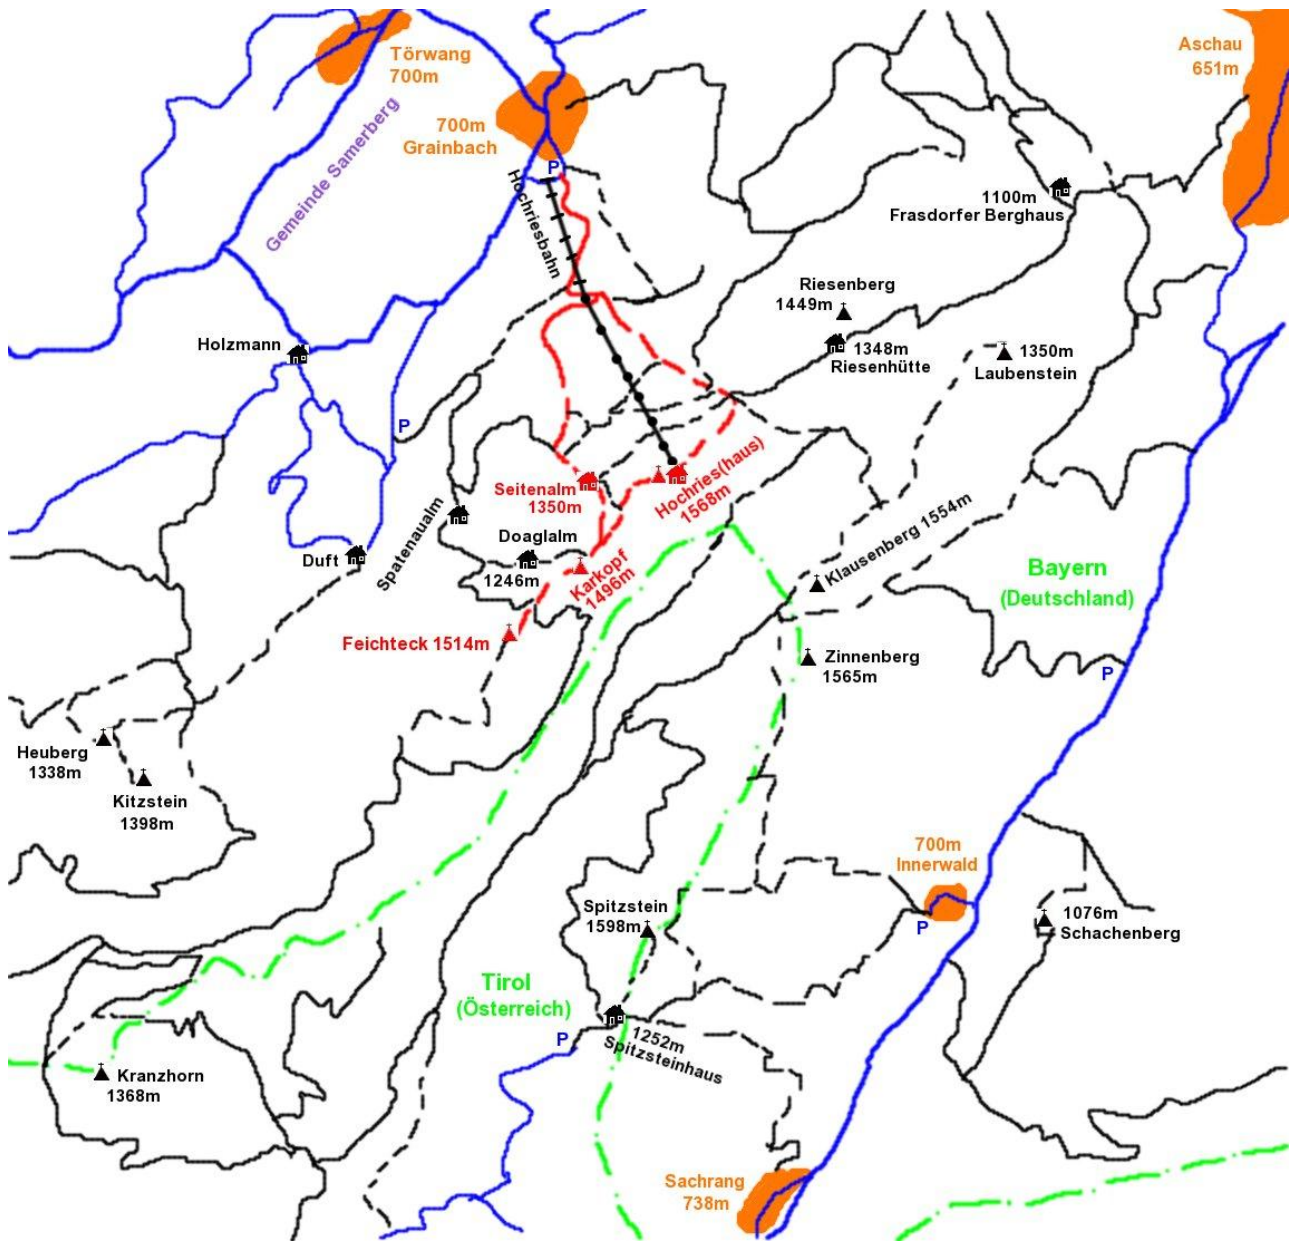 Törwang
700m
Aschau
651m
Gemeinde Samerberg
700m
Grainbach
P
Hochriesbahn
1100m
Frasdorfer Berghaus
Riesenberg
1449m
Holzmann
1348m
Riesenhütte
1350m
Laubenstein
P
Hochries(haus)
1568m
Seitenalm
1350m
Spatenaualm
Doaglalm
1246m
Duft
Karkopf
1496m
Klausenberg 1554m
Bayern
(Deutschland)
Feichteck 1514m
Zinnenberg
1565m
P
Heuberg
1338m
Kitzstein
1398m
700m
Innerwald
P
Spitzstein
1598m
1076m
Schachenberg
Tirol
(Österreich)
P
1252m
Spitzsteinhaus
Kranzhorn
1368m
Sachrang
738m